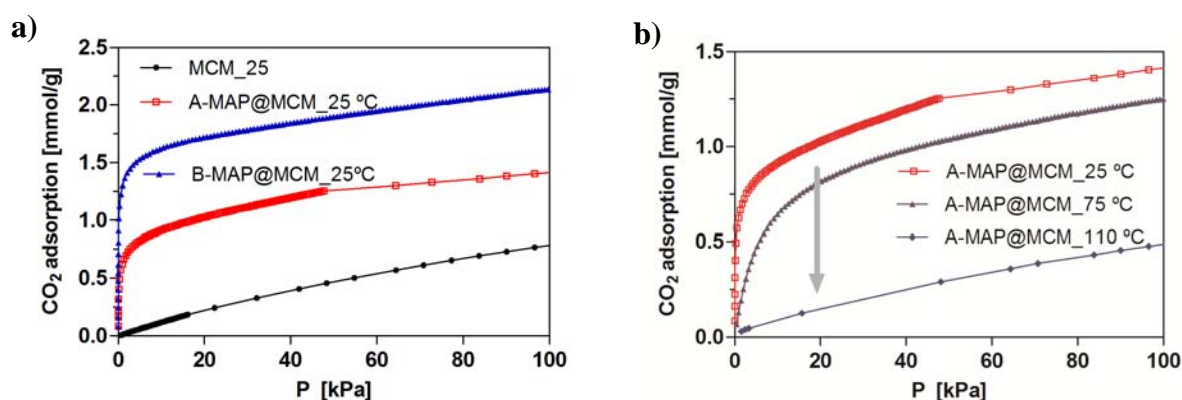 a)
CO₂ adsorption [mmol/g]
2.5
2.0
1.5
1.0
0.5
0.0
MCM_25
A-MAP@MCM_25 ºC
B-MAP@MCM_25ºC
0
20
40
60
80
100
P [kPa]
b)
CO₂ adsorption [mmol/g]
1.5
1.0
0.5
0.0
A-MAP@MCM_25 ºC
A-MAP@MCM_75 ºC
A-MAP@MCM_110 ºC
0
20
40
60
80
100
P [kPa]